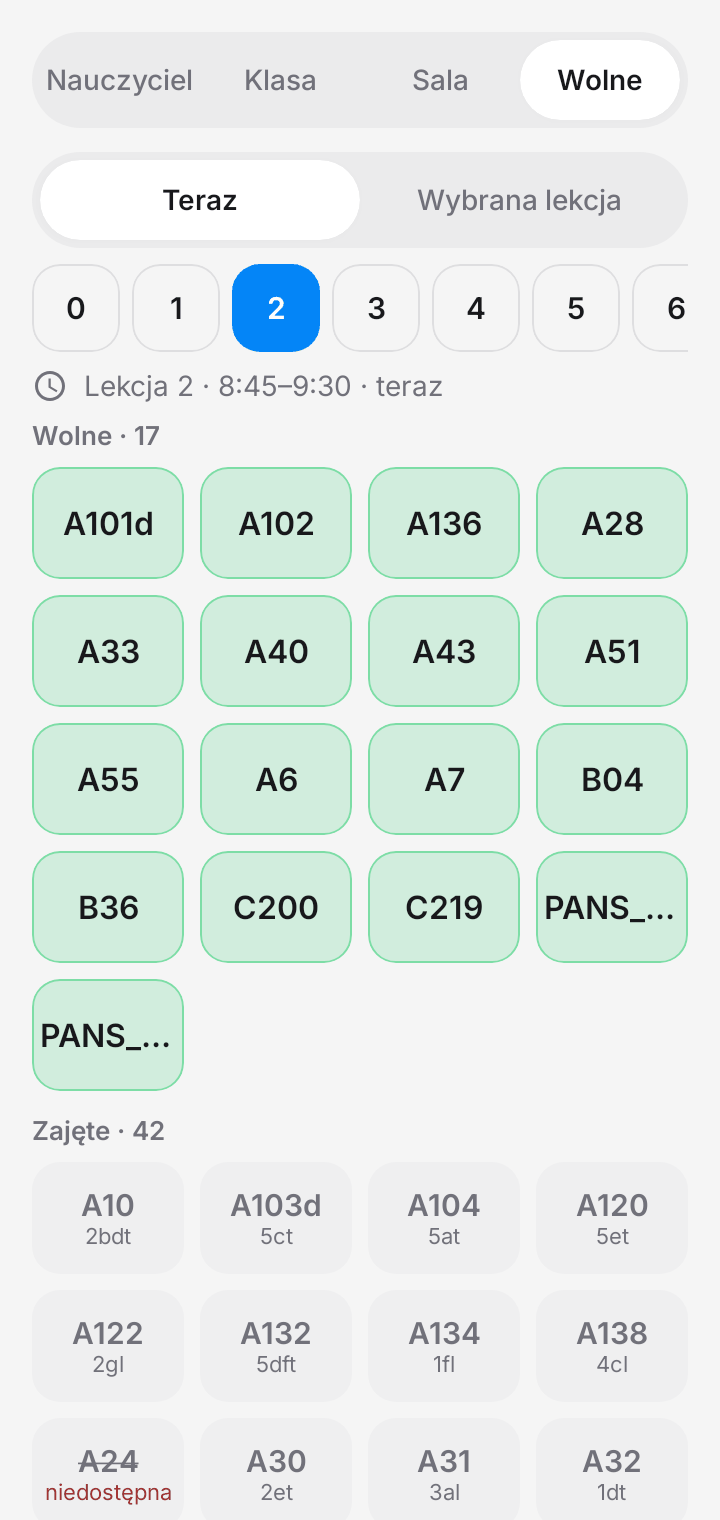 Nauczyciel Klasa Sala Wolne
Teraz Wybrana lekcja
0 1 2 3 4 5 6
Lekcja 2 · 8:45–9:30 · teraz
Wolne · 17
A101d A102 A136 A28
A33 A40 A43 A51
A55 A6 A7 B04
B36 C200 C219 PANS_...
PANS_...
Zajęte · 42
A10 A103d A104 A120
2bdt 5ct 5at 5et
A122 A132 A134 A138
2gl 5dft 1fl 4cl
A24 A30 A31 A32
niedostępna 2et 3al 1dt